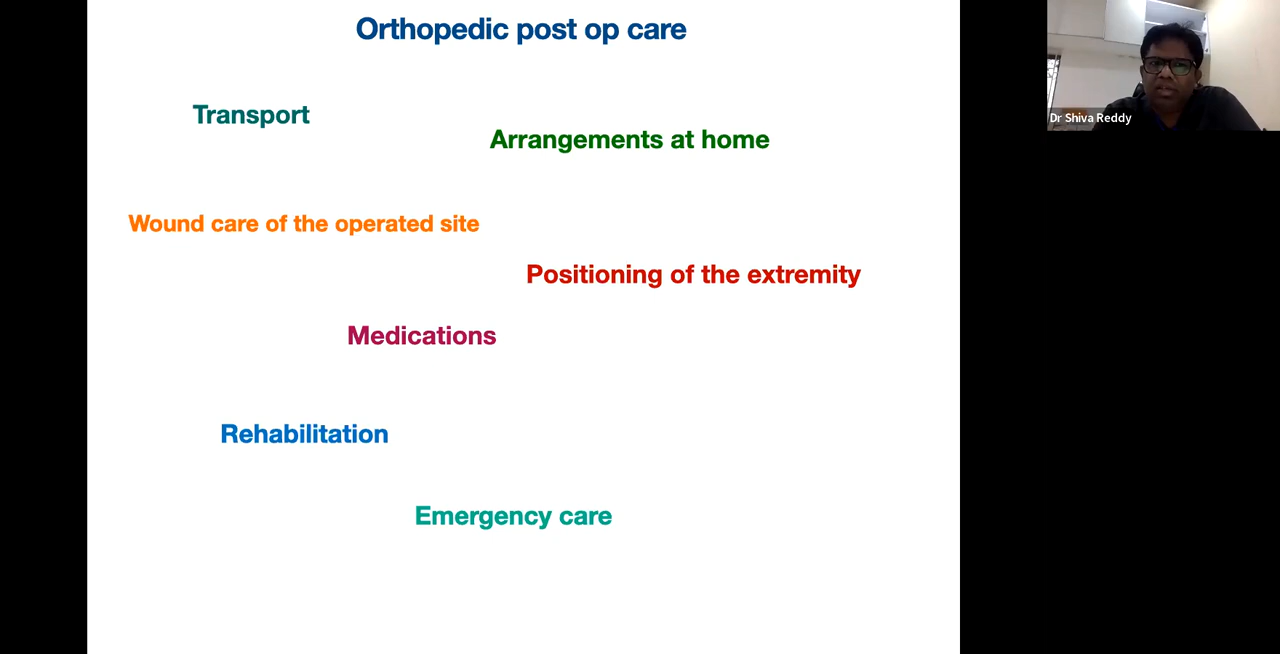 Orthopedic post op care
Transport
Arrangements at home
Wound care of the operated site
Positioning of the extremity
Medications
Rehabilitation
Emergency care
Dr Shiva Reddy